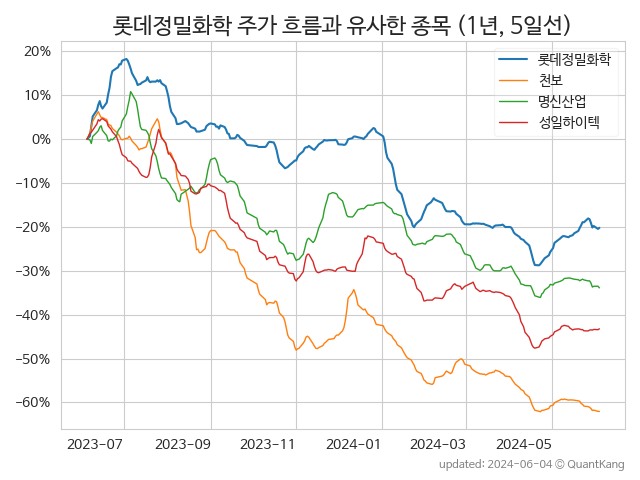 롯데정밀화학 주가 흐름과 유사한 종목 (1년, 5일선)
20%
10%
0%
−10%
−20%
−30%
−40%
−50%
−60%
롯데정밀화학
천보
명신산업
성일하이텍
2023-07
2023-09
2023-11
2024-01
2024-03
2024-05
updated: 2024-06-04 © QuantKang